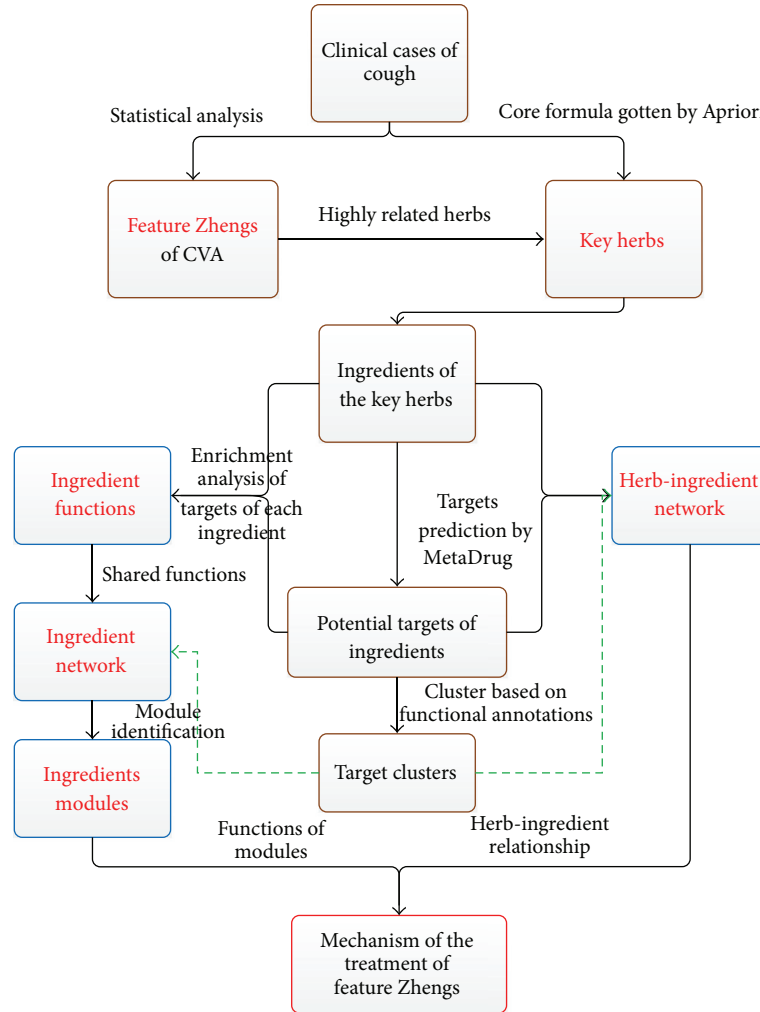 Clinical cases of
cough
Statistical analysis
Core formula gotten by Apriori
Feature Zhengs
of CVA
Highly related herbs
Key herbs
Ingredients of
the key herbs
Enrichment
analysis of
targets of each
ingredient
Ingredient
functions
Targets
prediction by
MetaDrug
Herb-ingredient
network
Shared functions
Potential targets of
ingredients
Ingredient
network
Cluster based on
functional annotations
Module
identification
Ingredients
modules
Target clusters
Functions of
modules
Herb-ingredient
relationship
Mechanism of the
treatment of
feature Zhengs